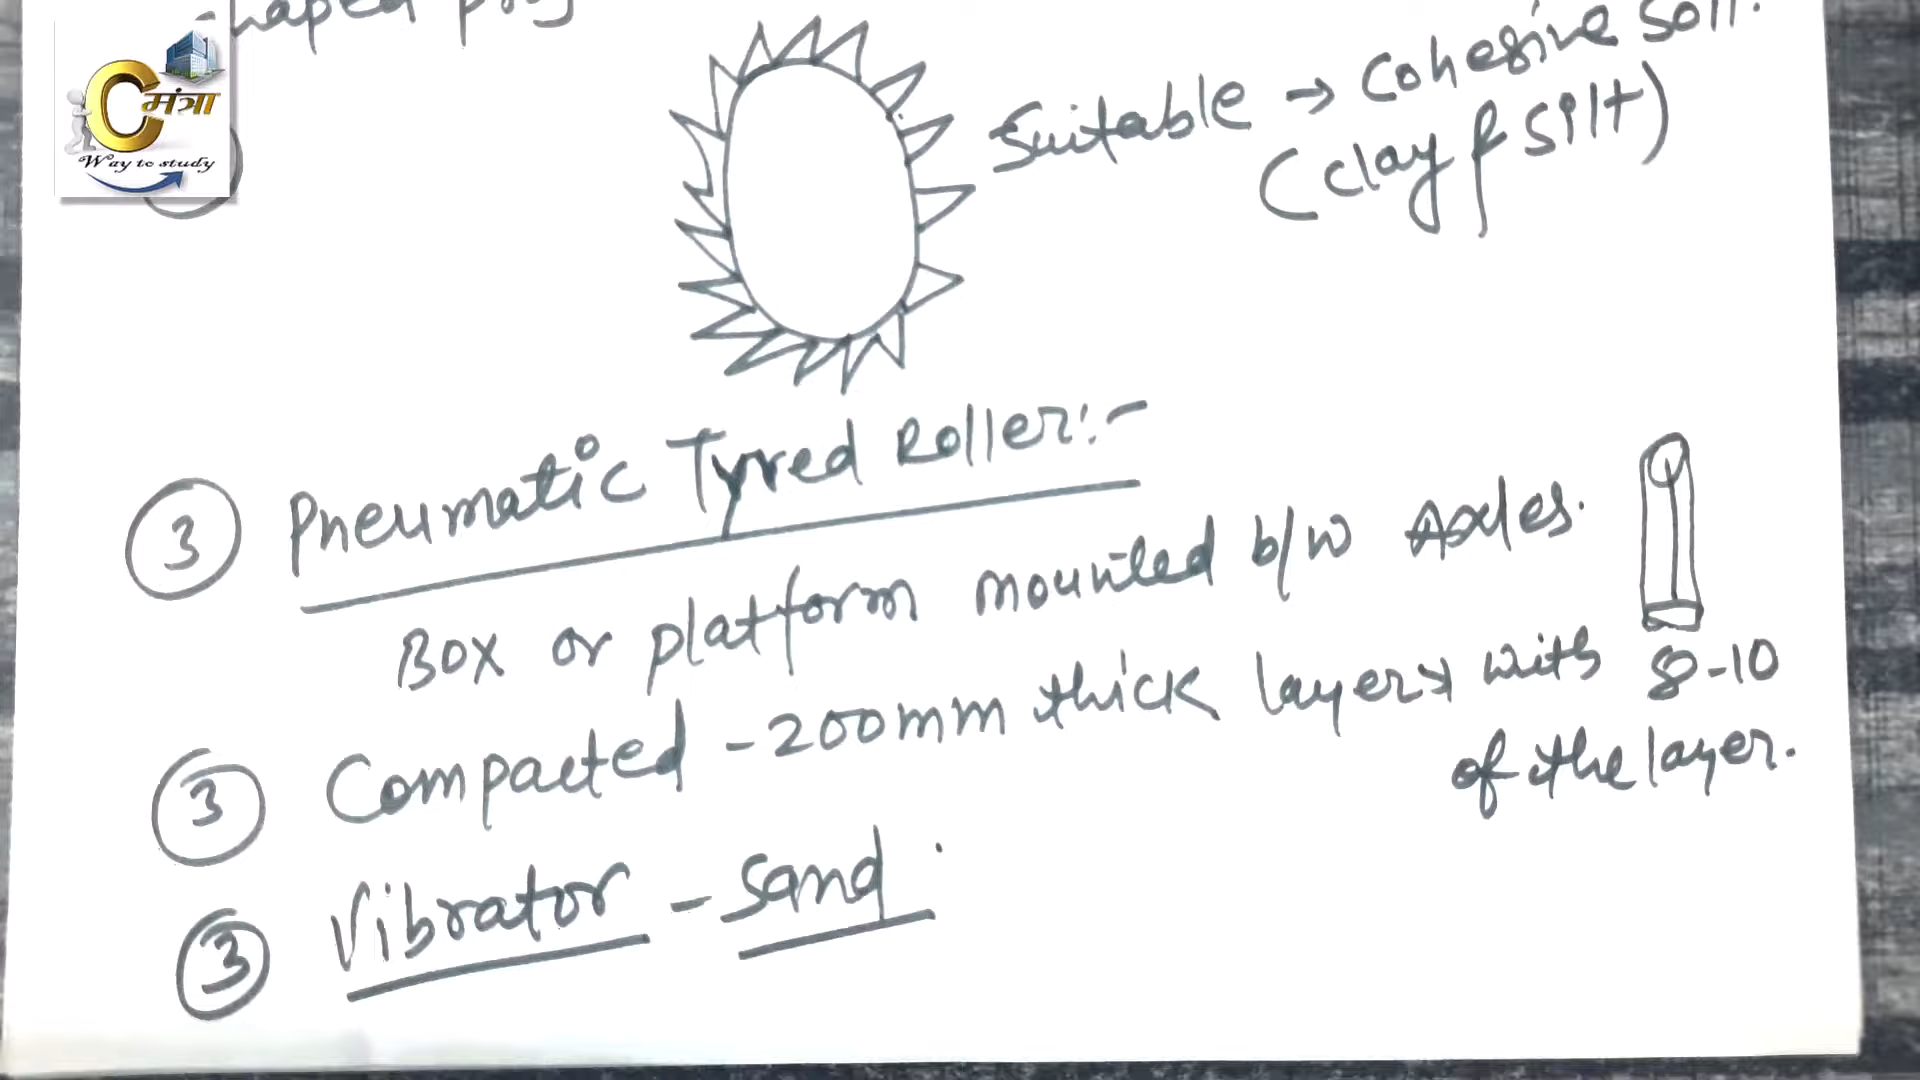 shaped
C मंत्रा
Way to study
Suitable → Cohesive soil.
(clay & silt)
③ Pneumatic Tyred Roller:-
Box or platform mounted b/w Axles.
③ Compacted - 200mm thick layers with 8-10
of the layer.
③ Vibrator - Sand